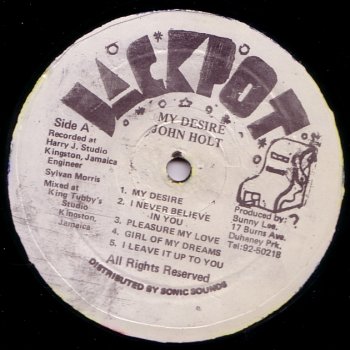 JACKPOT
MY DESIRE
JOHN HOLT
Side A
Recorded at
Harry J. Studio
Kingston, Jamaica
Engineer
Sylvan Morris
Mixed at
King Tubby's
Studio
Kingston,
Jamaica
1. MY DESIRE
2. I NEVER BELIEVE
IN YOU
3. PLEASURE MY LOVE
4. GIRL OF MY DREAMS
5. I LEAVE IT UP TO YOU
Produced by:
Bunny Lee.
17 Burns Ave.
Duhaney Prk.
Tel:92-50218
All Rights Reserved
DISTRIBUTED BY SONIC SOUNDS